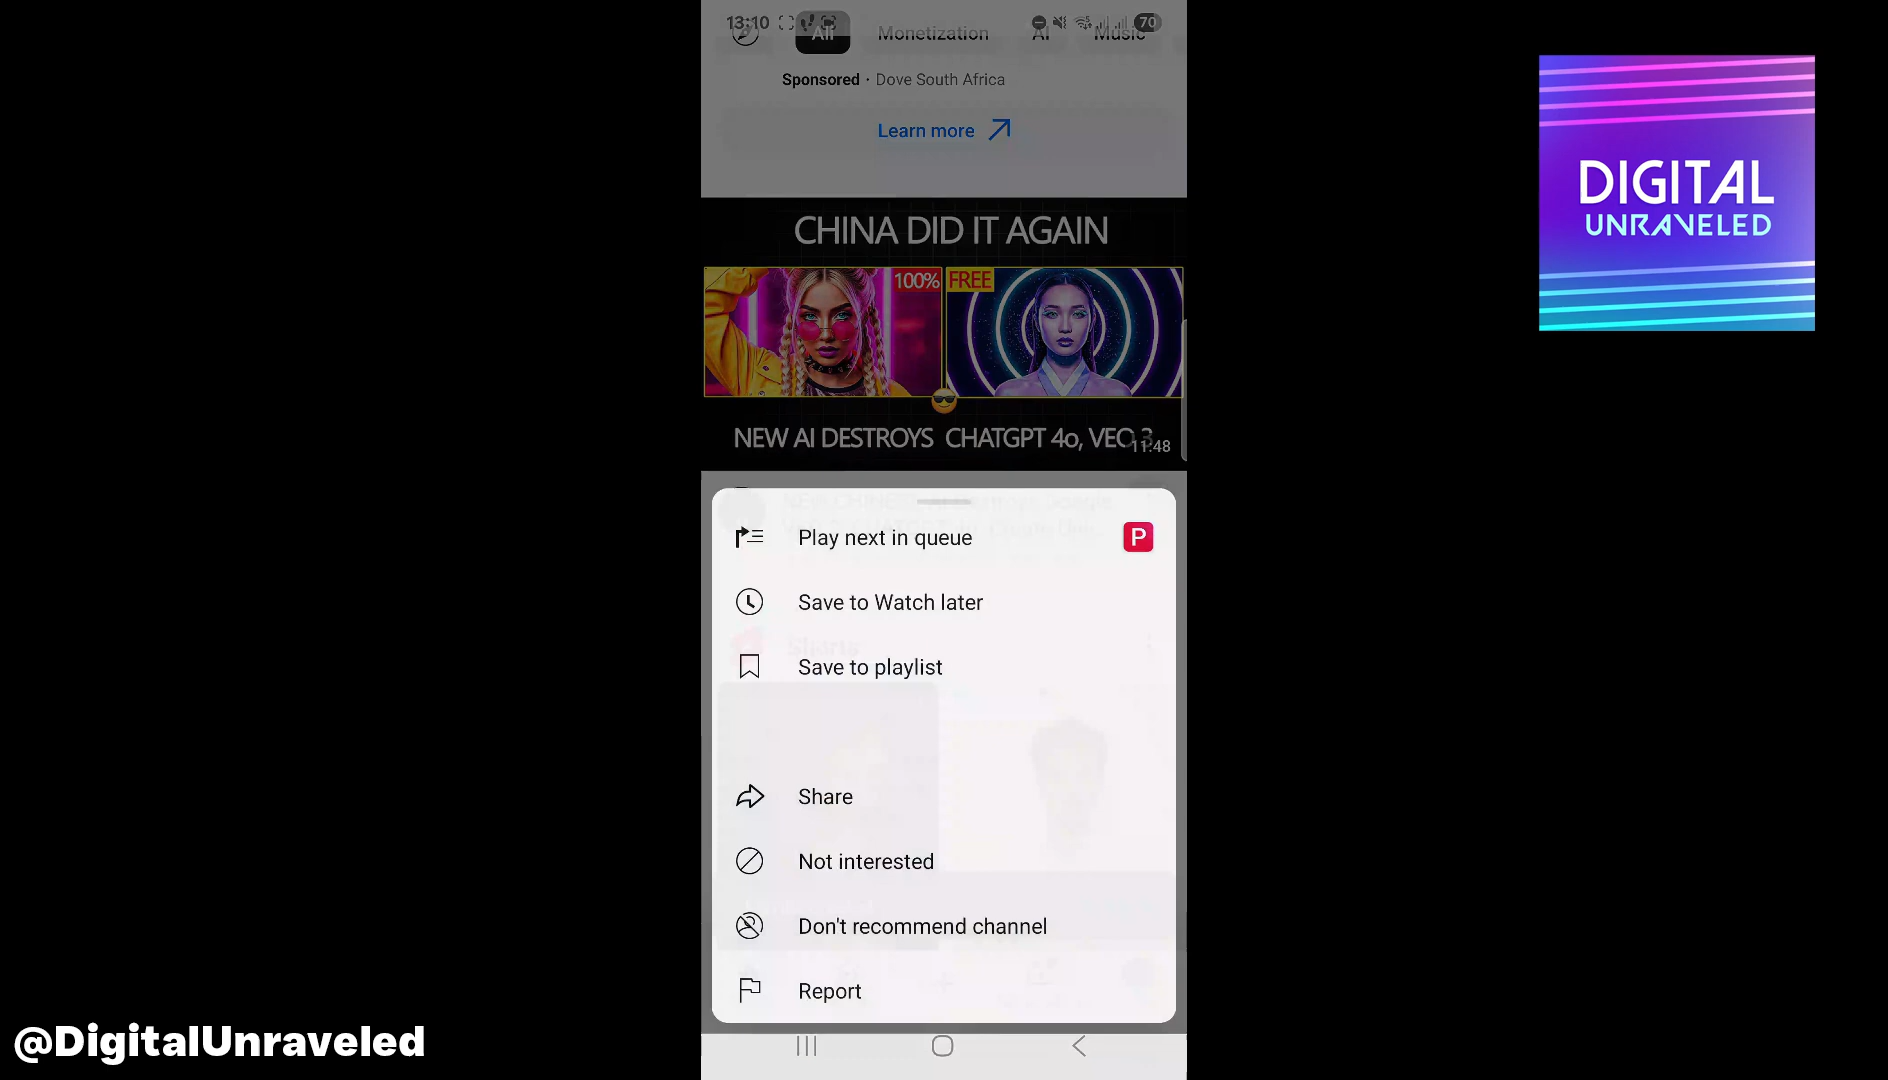 13:10
70
All
Monetization
AI
Music
Sponsored · Dove South Africa
Learn more
CHINA DID IT AGAIN
100%
FREE
NEW AI DESTROYS CHATGPT 4o, VEO 3
11:48
Play next in queue
P
Save to Watch later
Shorts
Save to playlist
Share
Not interested
Don't recommend channel
Report
DIGITAL
UNRAVELED
@DigitalUnraveled